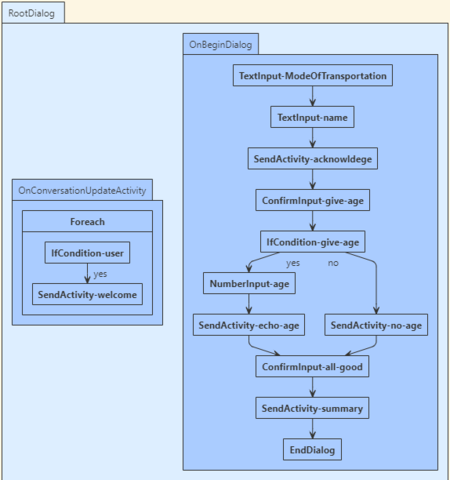 RootDialog
OnBeginDialog
TextInput-ModeOfTransportation
TextInput-name
SendActivity-acknowldege
ConfirmInput-give-age
IfCondition-give-age
yes no
NumberInput-age
SendActivity-echo-age SendActivity-no-age
ConfirmInput-all-good
SendActivity-summary
EndDialog
OnConversationUpdateActivity
Foreach
IfCondition-user
yes
SendActivity-welcome